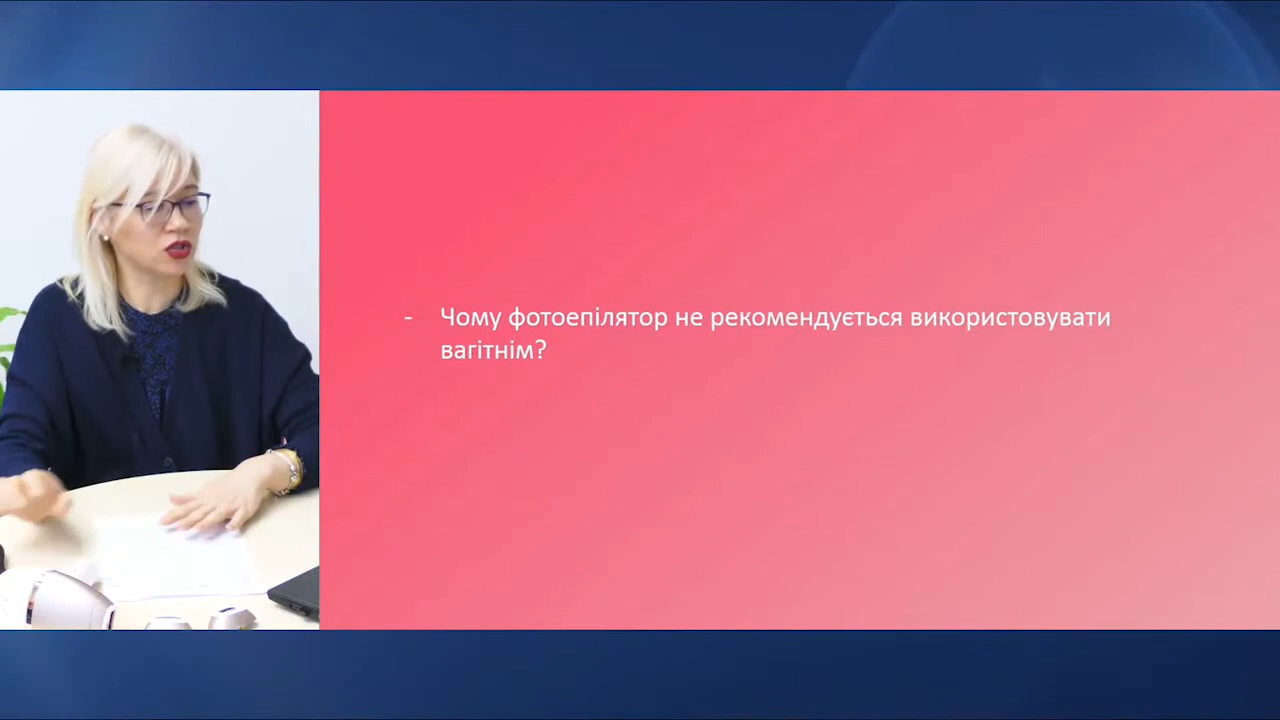 - Чому фотоепілятор не рекомендується використовувати
вагітнім?